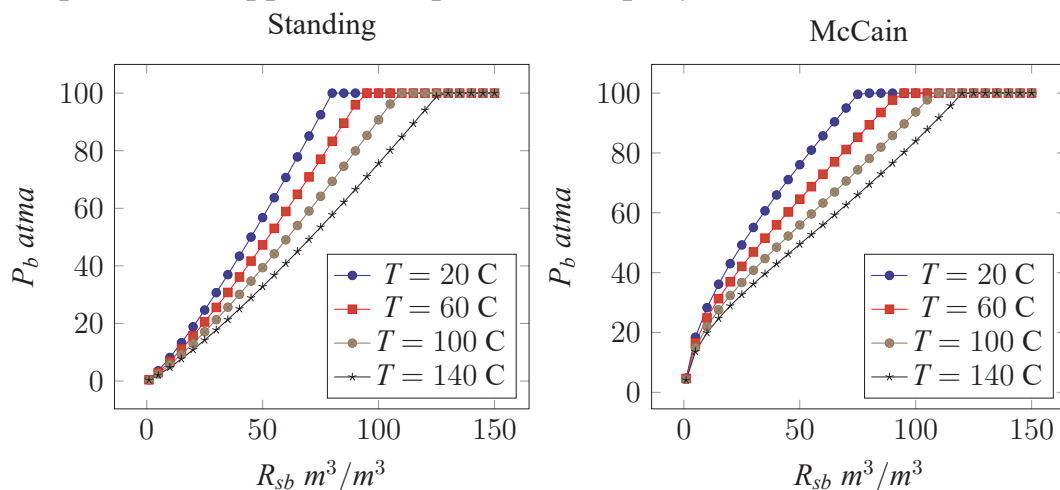 Standing
McCain
100
80
60
40
20
0
P_b atma
0
50
100
150
R_sb m^3/m^3
T = 20 C
T = 60 C
T = 100 C
T = 140 C
100
80
60
40
20
0
P_b atma
0
50
100
150
R_sb m^3/m^3
T = 20 C
T = 60 C
T = 100 C
T = 140 C